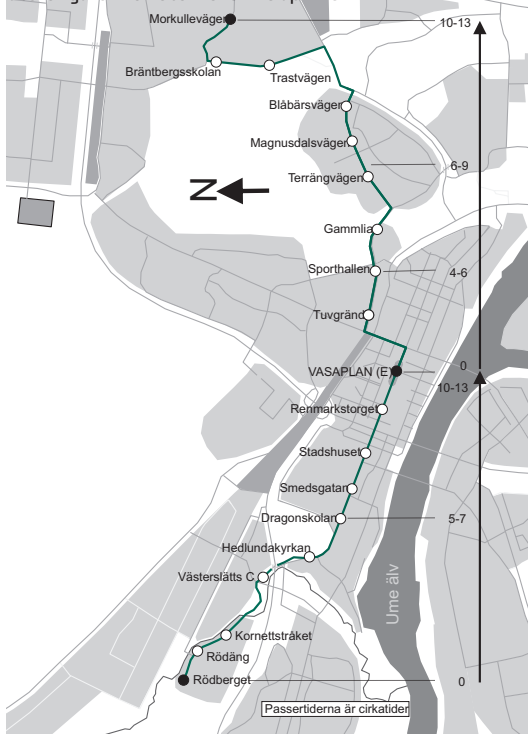 Morkullevägen
10-13
Bräntbergsskolan
Trastvägen
Blåbärsvägen
Magnusdalsvägen
6-9
Terrängvägen
N
Gammlia
Sporthallen
4-6
Tuvgränd
0
VASAPLAN (E)
10-13
Renmarkstorget
Stadshuset
Smedsgatan
Dragonskolan
5-7
Hedlundakyrkan
Västerslätts C
Ume älv
Kornettstråket
Rödäng
Rödberget
0
Passertiderna är cirkatider